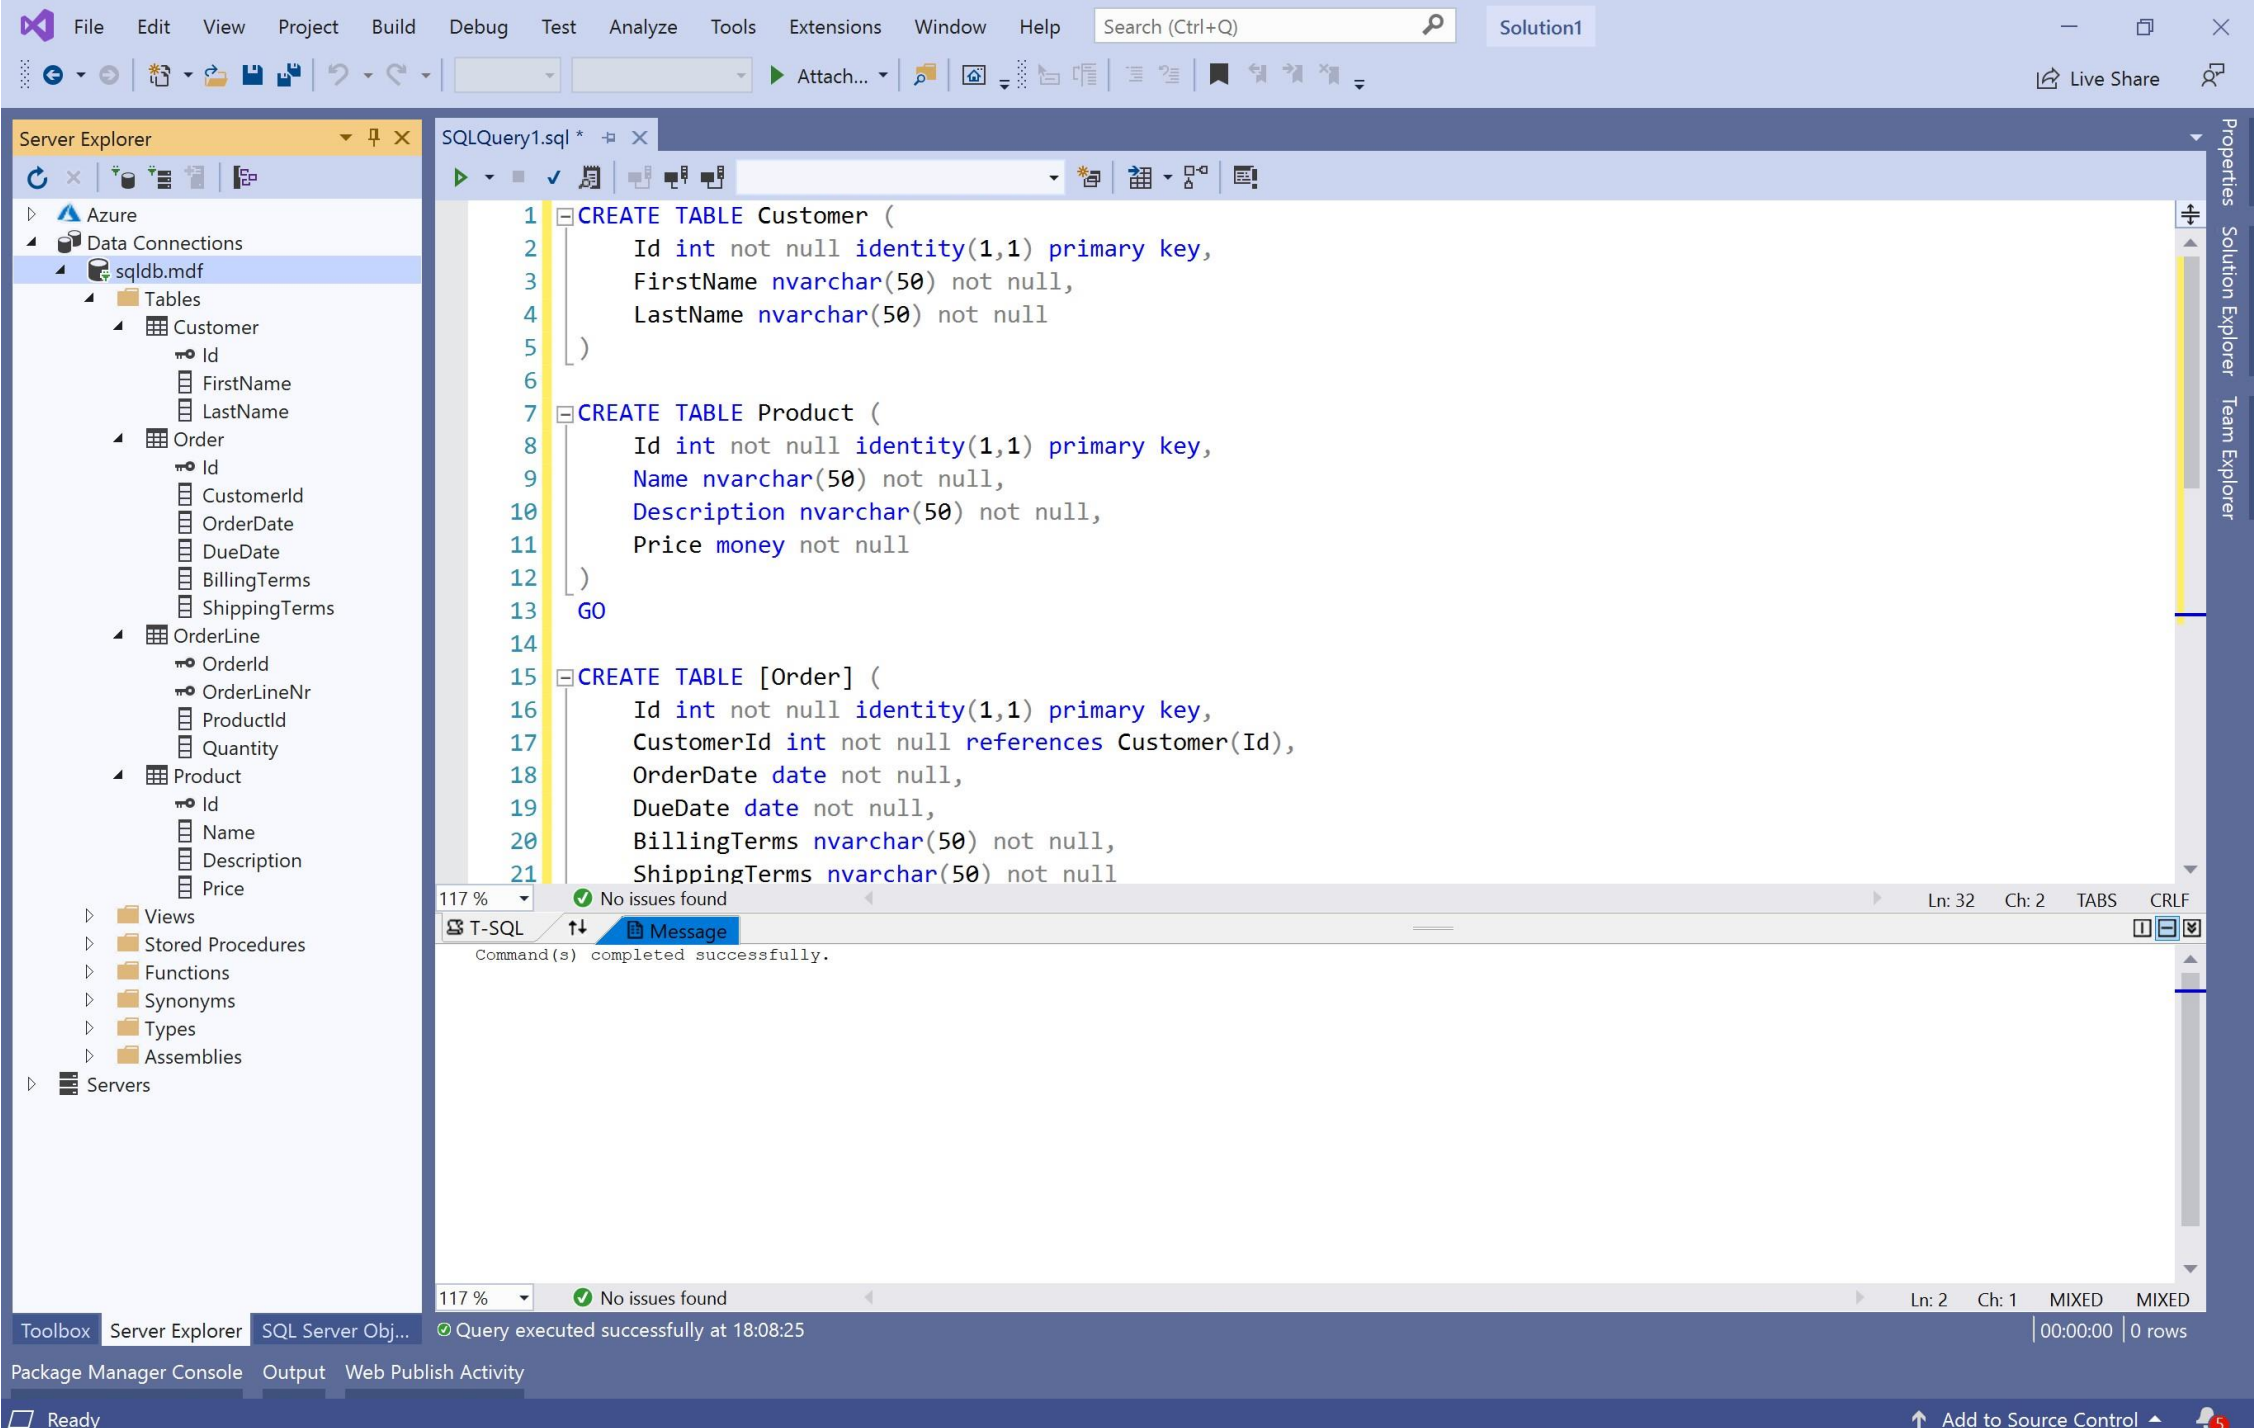 File Edit View Project Build Debug Test Analyze Tools Extensions Window Help Search (Ctrl+Q) Solution1
Attach... Live Share
Server Explorer
SQLQuery1.sql *
Azure
Data Connections
sqldb.mdf
Tables
Customer
Id
FirstName
LastName
Order
Id
CustomerId
OrderDate
DueDate
BillingTerms
ShippingTerms
OrderLine
OrderId
OrderLineNr
ProductId
Quantity
Product
Id
Name
Description
Price
Views
Stored Procedures
Functions
Synonyms
Types
Assemblies
Servers
1 CREATE TABLE Customer (
2 Id int not null identity(1,1) primary key,
3 FirstName nvarchar(50) not null,
4 LastName nvarchar(50) not null
5 )
6
7 CREATE TABLE Product (
8 Id int not null identity(1,1) primary key,
9 Name nvarchar(50) not null,
10 Description nvarchar(50) not null,
11 Price money not null
12 )
13 GO
14
15 CREATE TABLE [Order] (
16 Id int not null identity(1,1) primary key,
17 CustomerId int not null references Customer(Id),
18 OrderDate date not null,
19 DueDate date not null,
20 BillingTerms nvarchar(50) not null,
21 ShippingTerms nvarchar(50) not null
117 % No issues found Ln: 32 Ch: 2 TABS CRLF
T-SQL Message
Command(s) completed successfully.
117 % No issues found Ln: 2 Ch: 1 MIXED MIXED
Query executed successfully at 18:08:25 00:00:00 0 rows
Properties
Solution Explorer
Team Explorer
Toolbox Server Explorer SQL Server Obj...
Package Manager Console Output Web Publish Activity
Ready Add to Source Control 5